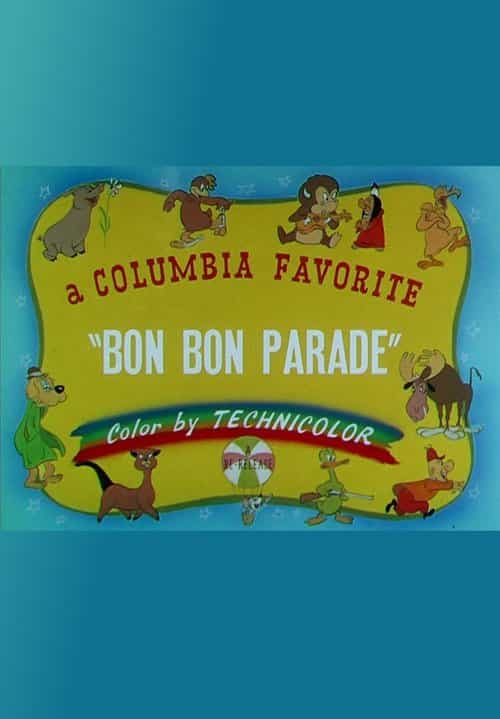 a COLUMBIA FAVORITE
"BON BON PARADE"
Color by TECHNICOLOR
A
RE-RELEASE